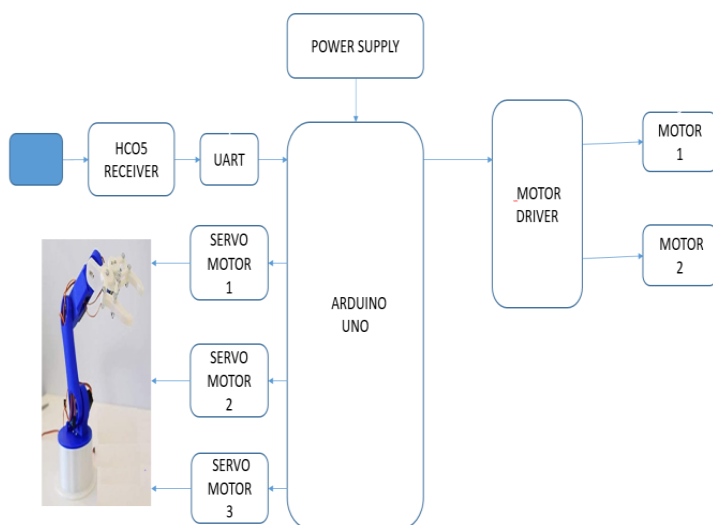 POWER SUPPLY
HCO5
RECEIVER
UART
MOTOR
DRIVER
MOTOR
1
MOTOR
2
SERVO
MOTOR
1
ARDUINO
UNO
SERVO
MOTOR
2
SERVO
MOTOR
3